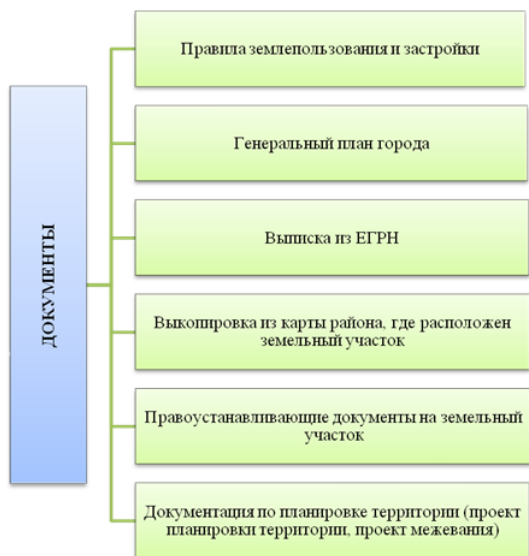 ДОКУМЕНТЫ
Правила землепользования и застройки
Генеральный план города
Выписка из ЕГРН
Выкопировка из карты района, где расположен
земельный участок
Правоустанавливающие документы на земельный
участок
Документация по планировке территории (проект
планировки территории, проект межевания)